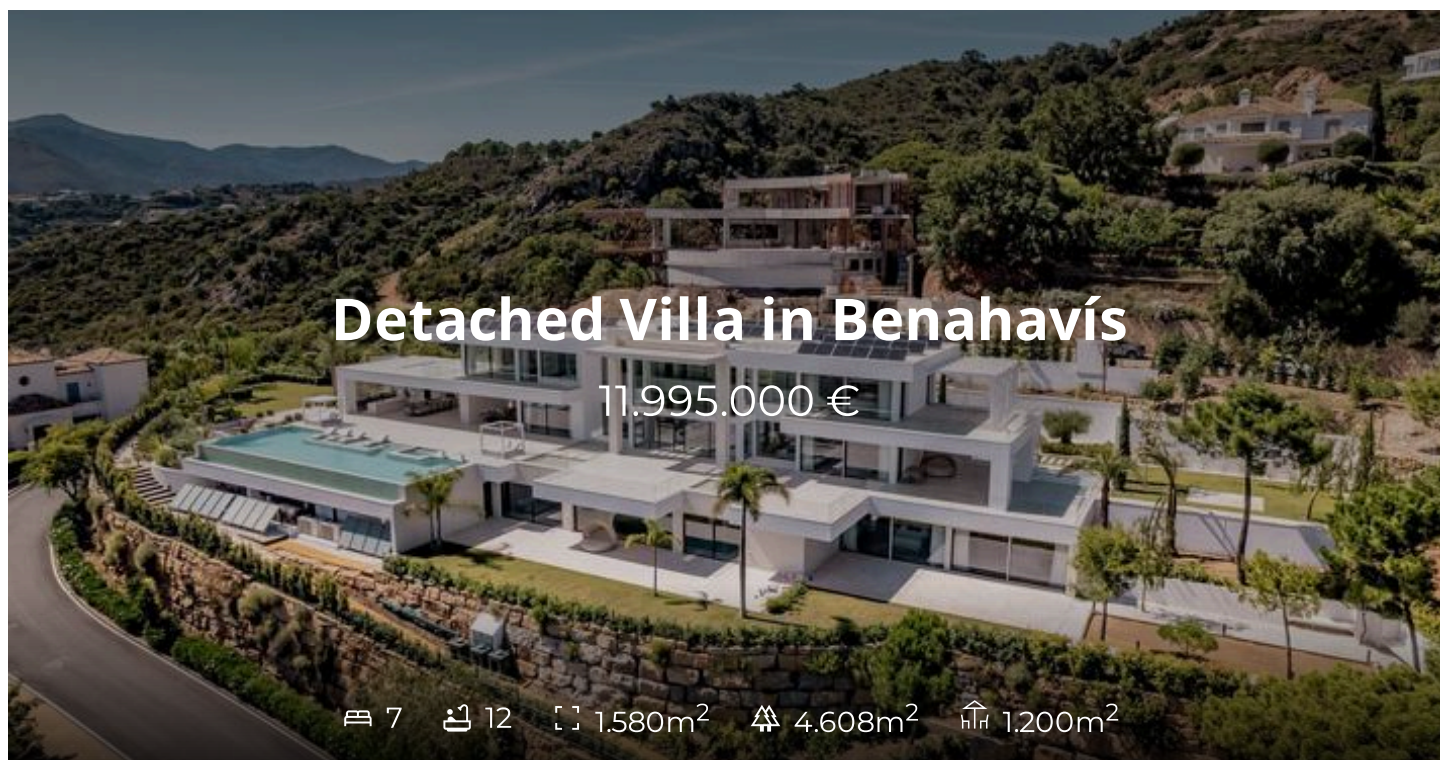 Detached Villa in Benahavís
11.995.000 €
7 12 1.580m² 4.608m² 1.200m²